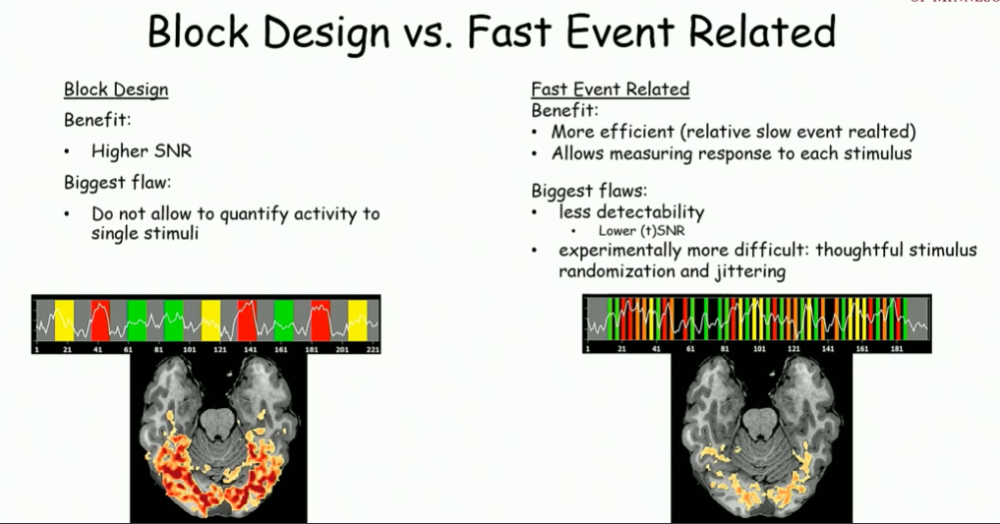 Block Design vs. Fast Event Related
Block Design
Benefit:
• Higher SNR
Biggest flaw:
• Do not allow to quantify activity to
single stimuli
Fast Event Related
Benefit:
• More efficient (relative slow event realted)
• Allows measuring response to each stimulus
Biggest flaws:
• less detectability
• Lower (t)SNR
• experimentally more difficult: thoughtful stimulus
randomization and jittering
1 21 41 61 81 101 121 141 161 181 201 221
1 21 41 61 81 101 121 141 161 181